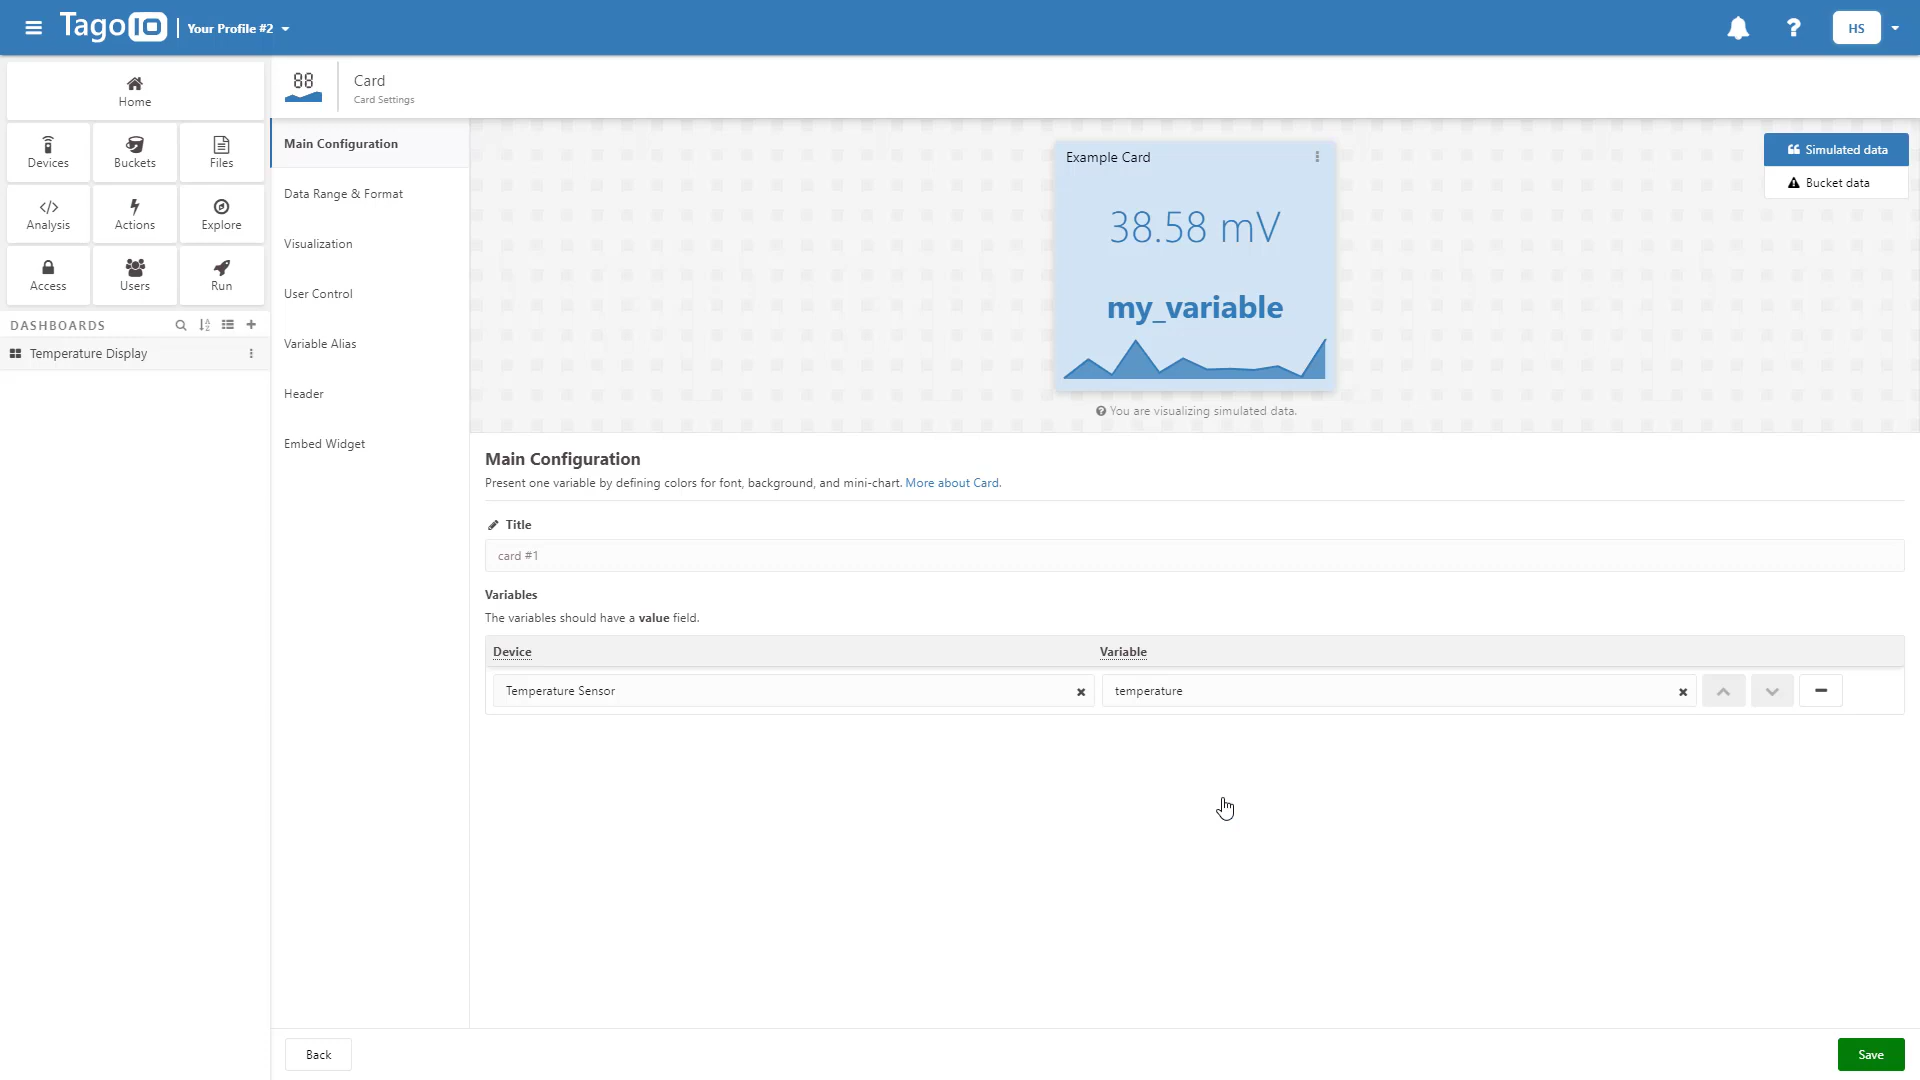 TagoIO
Your Profile #2
?
HS
Home
Devices
Buckets
Files
Analysis
Actions
Explore
Access
Users
Run
DASHBOARDS
Temperature Display
88
Card
Card Settings
Main Configuration
Data Range & Format
Visualization
User Control
Variable Alias
Header
Embed Widget
Example Card
38.58 mV
my_variable
You are visualizing simulated data.
Simulated data
Bucket data
Main Configuration
Present one variable by defining colors for font, background, and mini-chart. More about Card.
Title
card #1
Variables
The variables should have a value field.
Device Variable
Temperature Sensor temperature
Back
Save